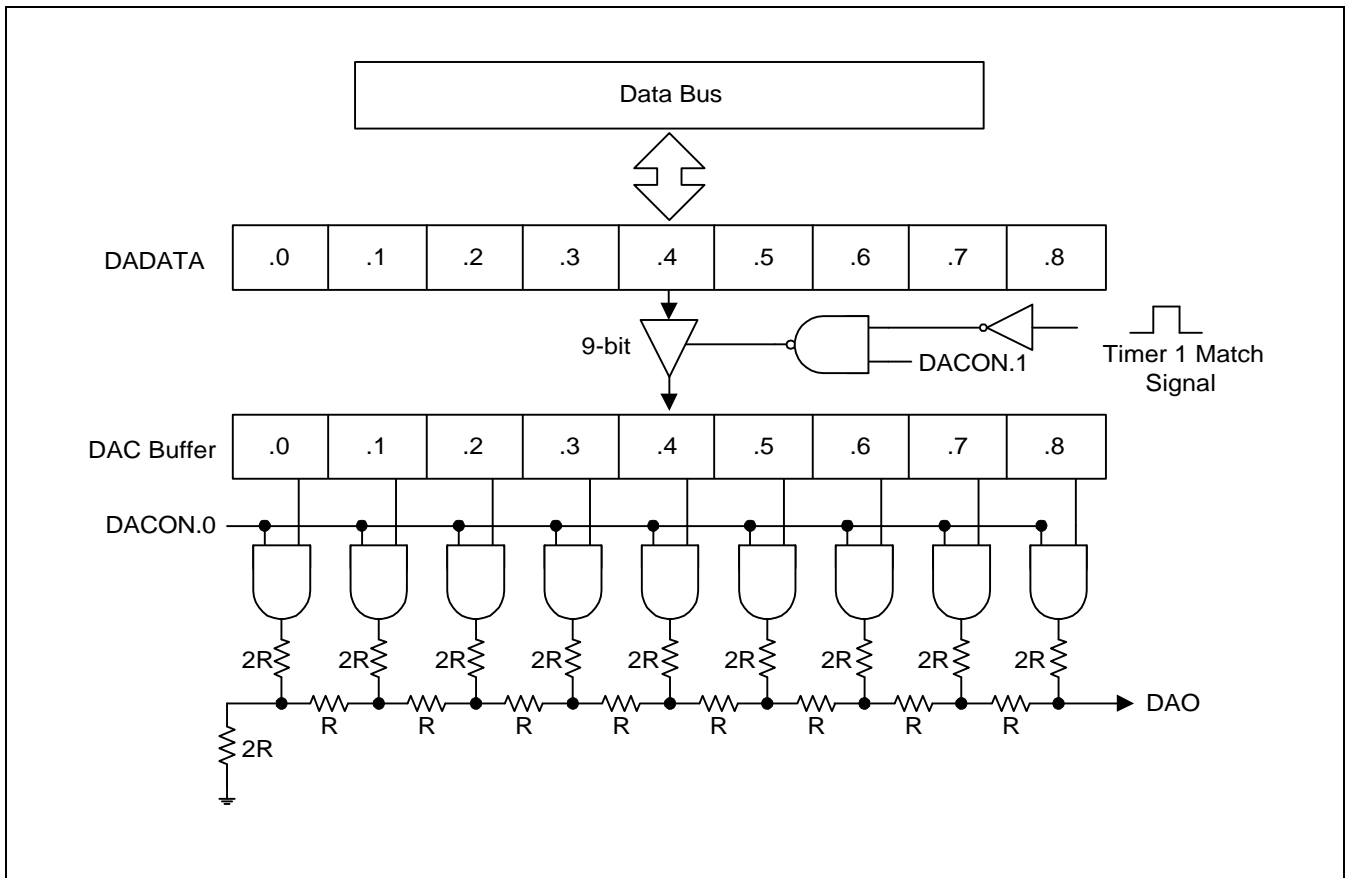 Data Bus
DADATA .0 .1 .2 .3 .4 .5 .6 .7 .8
9-bit
DACON.1
Timer 1 Match
Signal
DAC Buffer .0 .1 .2 .3 .4 .5 .6 .7 .8
DACON.0
2R 2R 2R 2R 2R 2R 2R 2R 2R
DAO
R R R R R R R R
2R